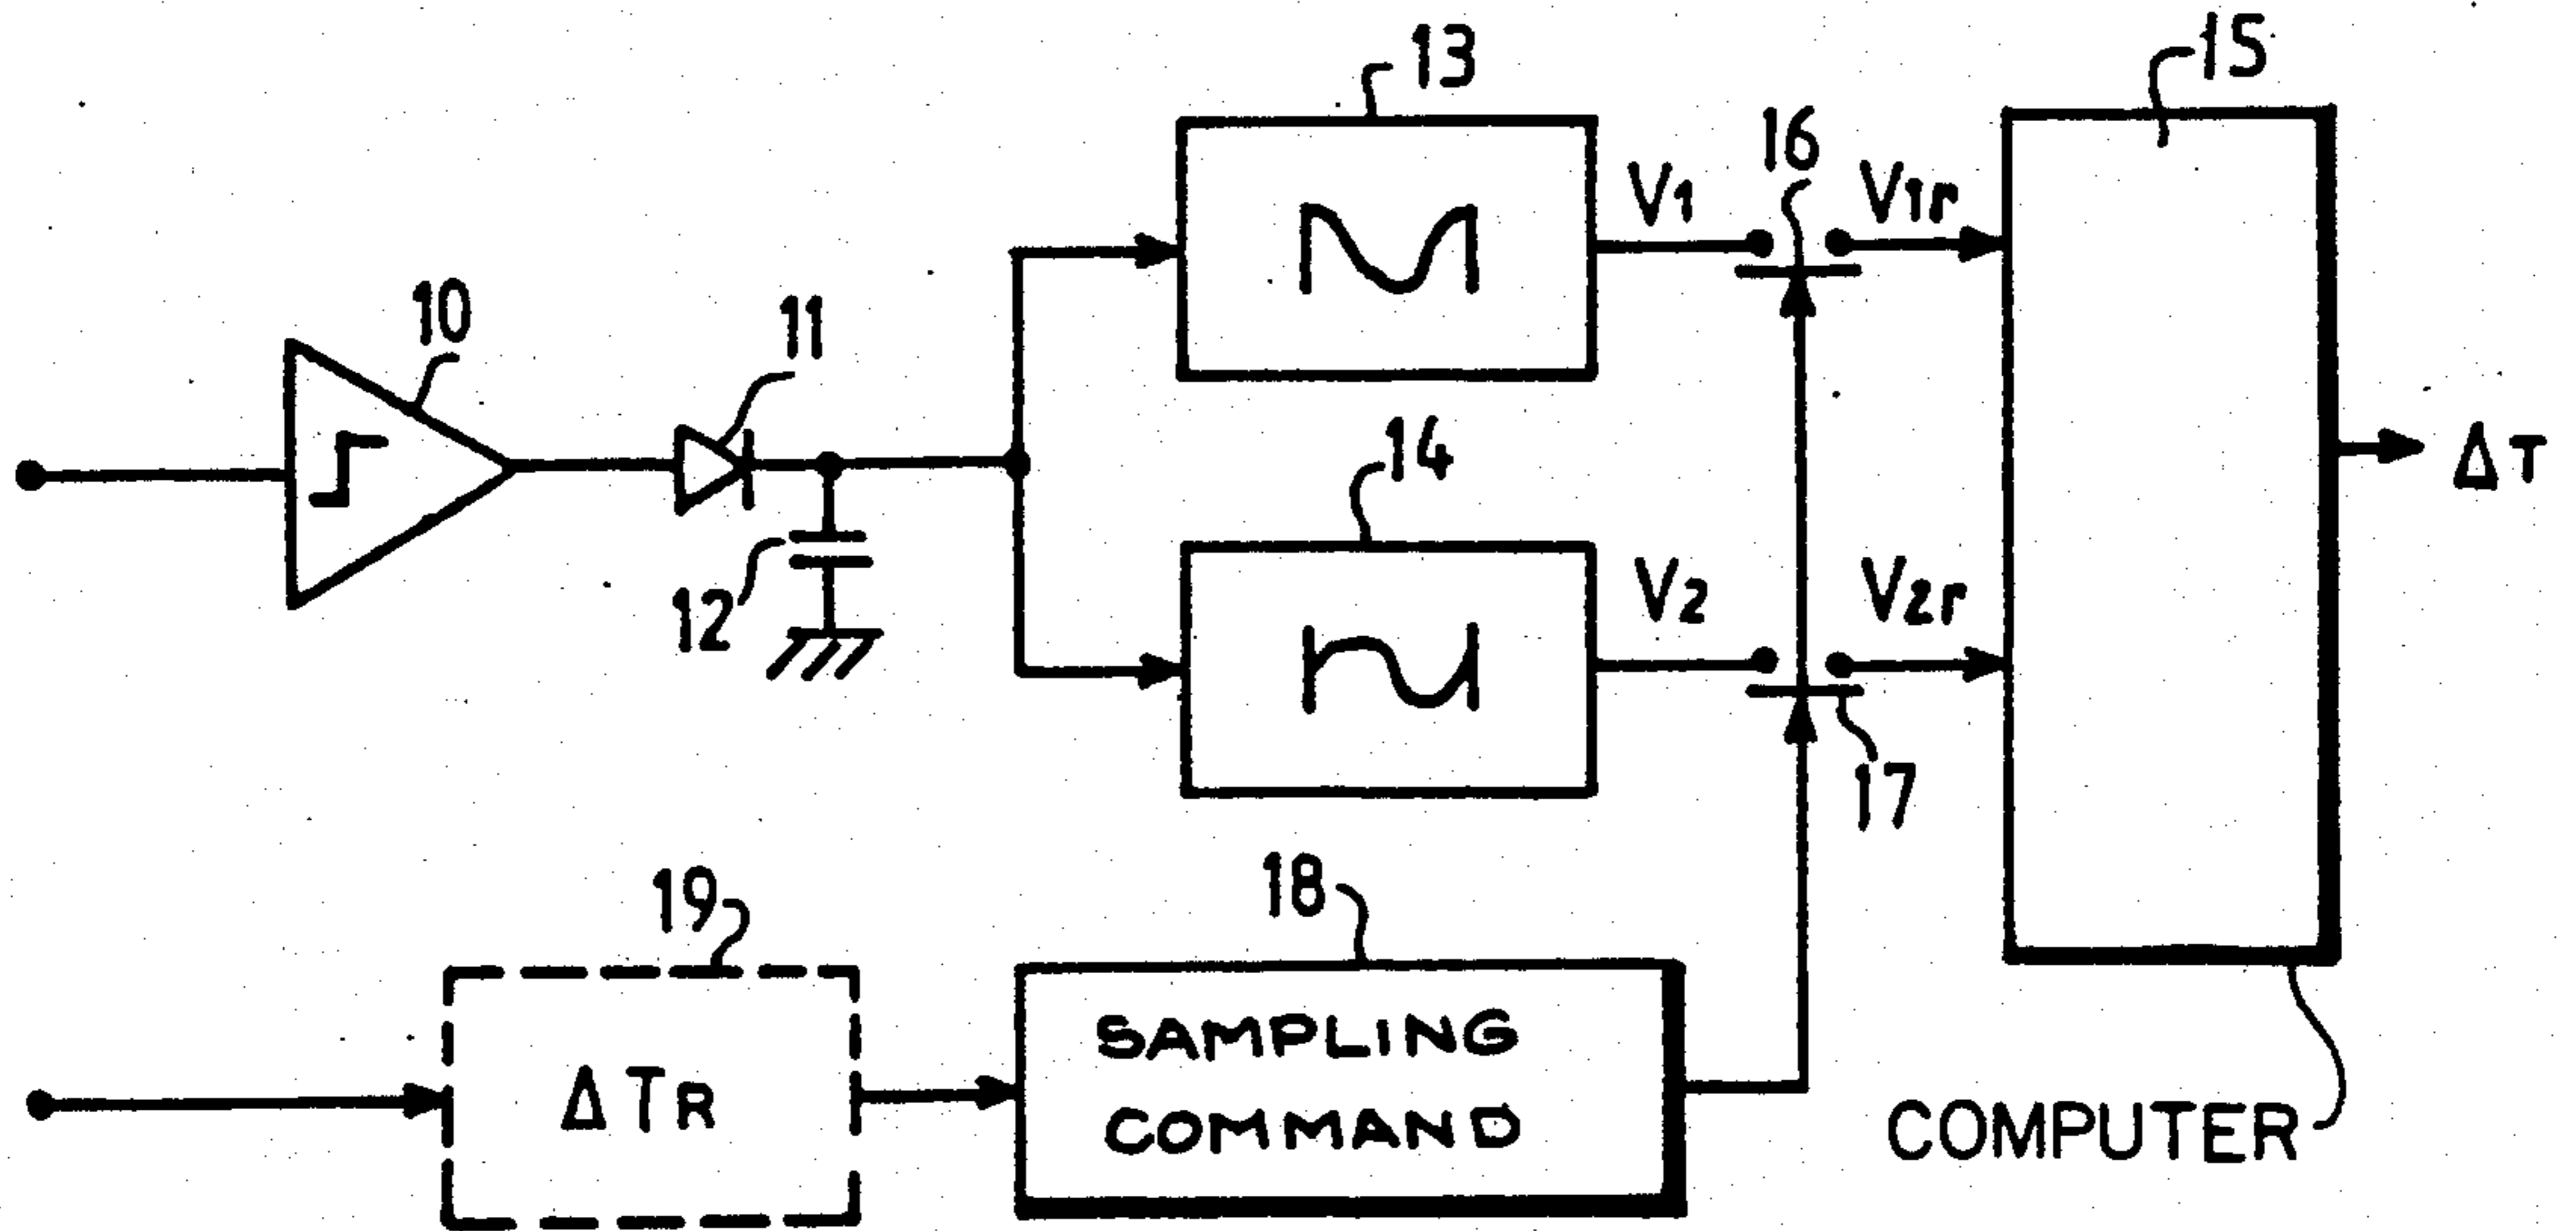 13
15
16
V1
V1r
10
11
14
ΔT
12
V2
V2r
17
19
18
ΔTR
SAMPLING
COMMAND
COMPUTER